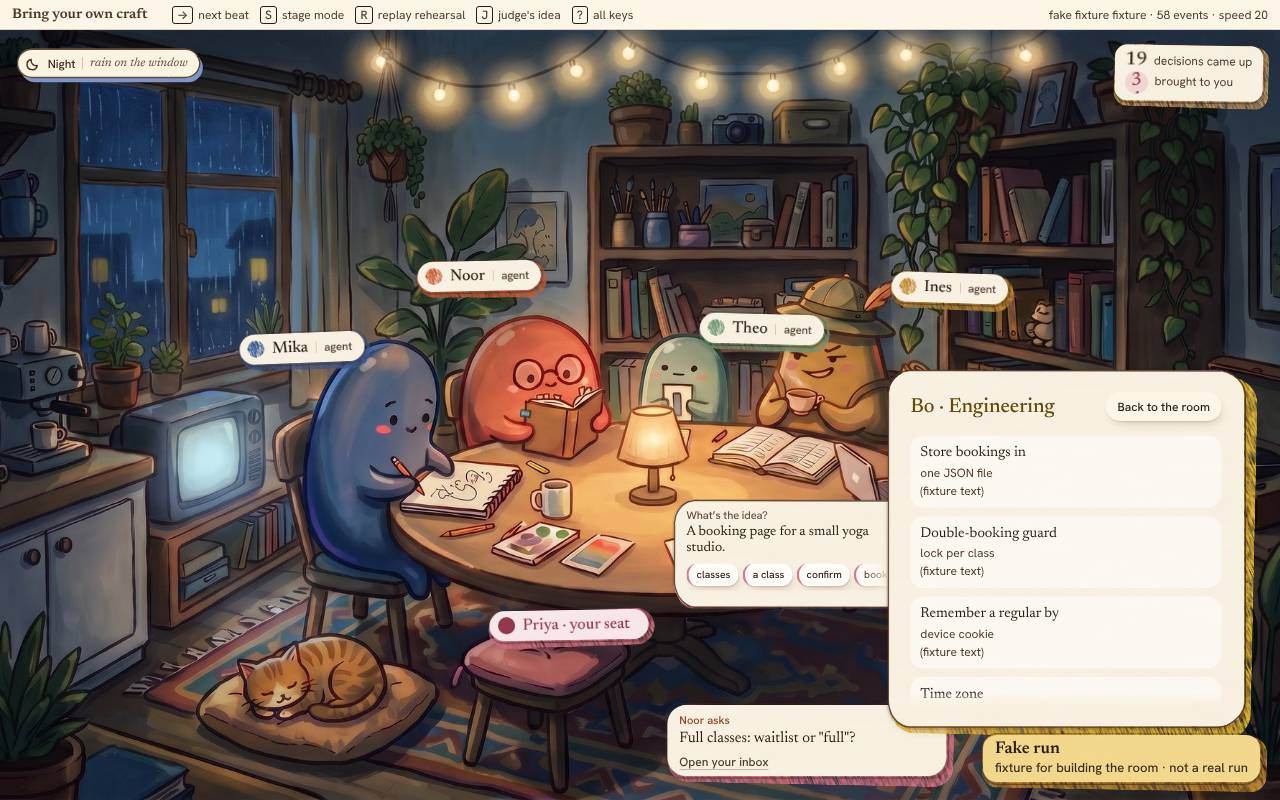 Bring your own craft
→ next beat
S stage mode
R replay rehearsal
J judge's idea
? all keys
fake fixture fixture · 58 events · speed 20
Night rain on the window
19 decisions came up
3 brought to you
Noor agent
Ines agent
Theo agent
Mika agent
Bo · Engineering
Back to the room
Store bookings in
one JSON file
(fixture text)
Double-booking guard
lock per class
(fixture text)
Remember a regular by
device cookie
(fixture text)
Time zone
What's the idea?
A booking page for a small yoga
studio.
classes a class confirm book
Priya · your seat
Noor asks
Full classes: waitlist or "full"?
Open your inbox
Fake run
fixture for building the room · not a real run